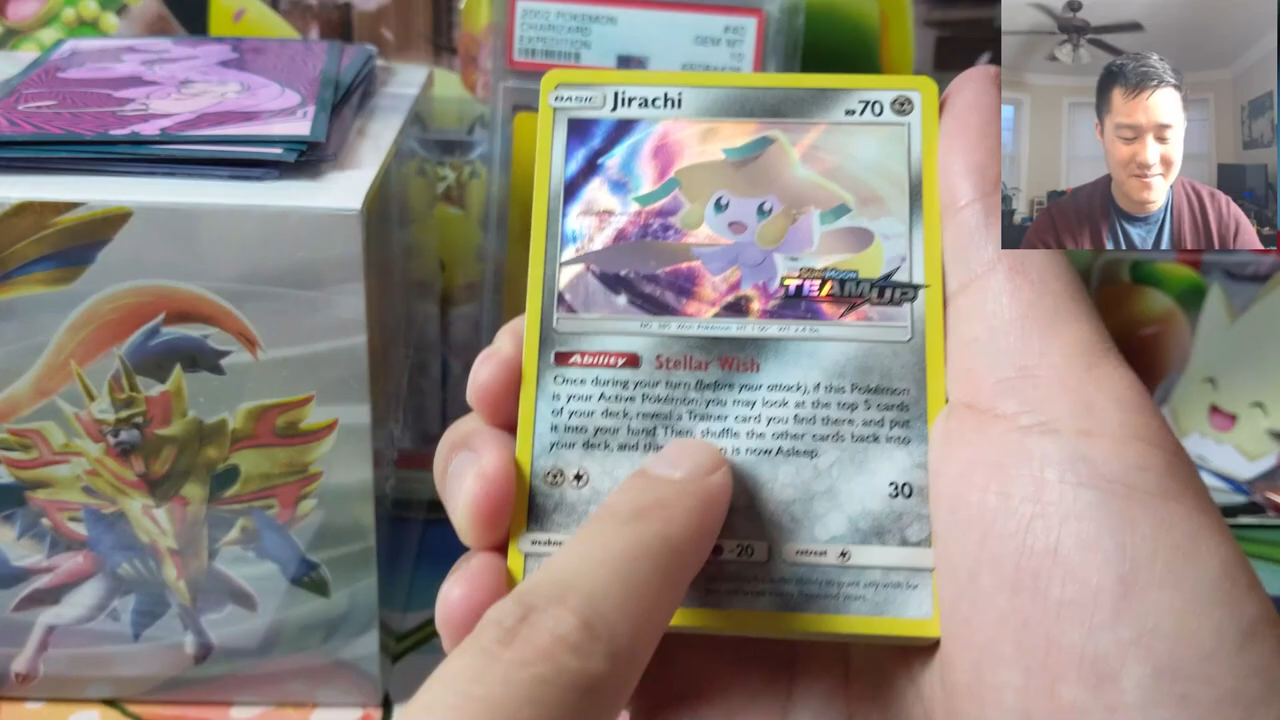 2002 POKEMON #40
CHARIZARD GEM MT
EXPEDITION 10
BASIC Jirachi HP70
SUN & MOON
TEAM UP
Ability Stellar Wish
Once during your turn (before your attack), if this Pokémon
is your Active Pokémon, you may look at the top 5 cards
of your deck, reveal a Trainer card you find there, and put
it into your hand. Then, shuffle the other cards back into
your deck, and is now Asleep.
30
-20 retreat